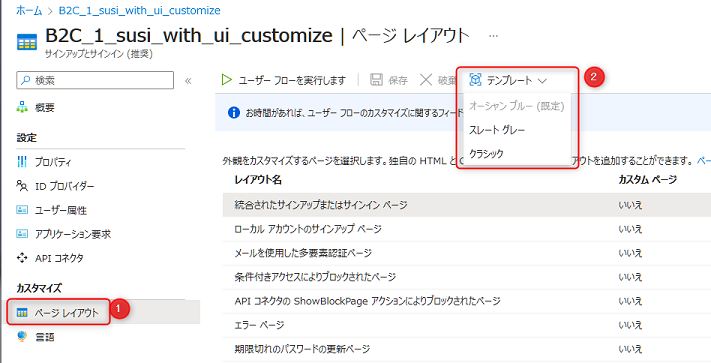 ホーム > B2C_1_susi_with_ui_customize >
B2C_1_susi_with_ui_customize | ページ レイアウト ...
サインアップとサインイン (推奨)
検索 «
概要
設定
プロパティ
ID プロバイダー
ユーザー属性
アプリケーション要求
API コネクタ
カスタマイズ
ページ レイアウト 1
言語
ユーザー フローを実行します 保存 破棄 テンプレート 2
オーシャン ブルー (既定)
スレート グレー
クラシック
お時間があれば、ユーザー フローのカスタマイズに関するフィード
外観をカスタマイズするページを選択します。独自の HTML と アウトを追加することができます。
レイアウト名 カスタム ページ
統合されたサインアップまたはサインイン ページ いいえ
ローカル アカウントのサインアップ ページ いいえ
メールを使用した多要素認証ページ いいえ
条件付きアクセスによりブロックされたページ いいえ
API コネクタの ShowBlockPage アクションによりブロックされたページ いいえ
エラー ページ いいえ
期限切れのパスワードの更新ページ いいえ